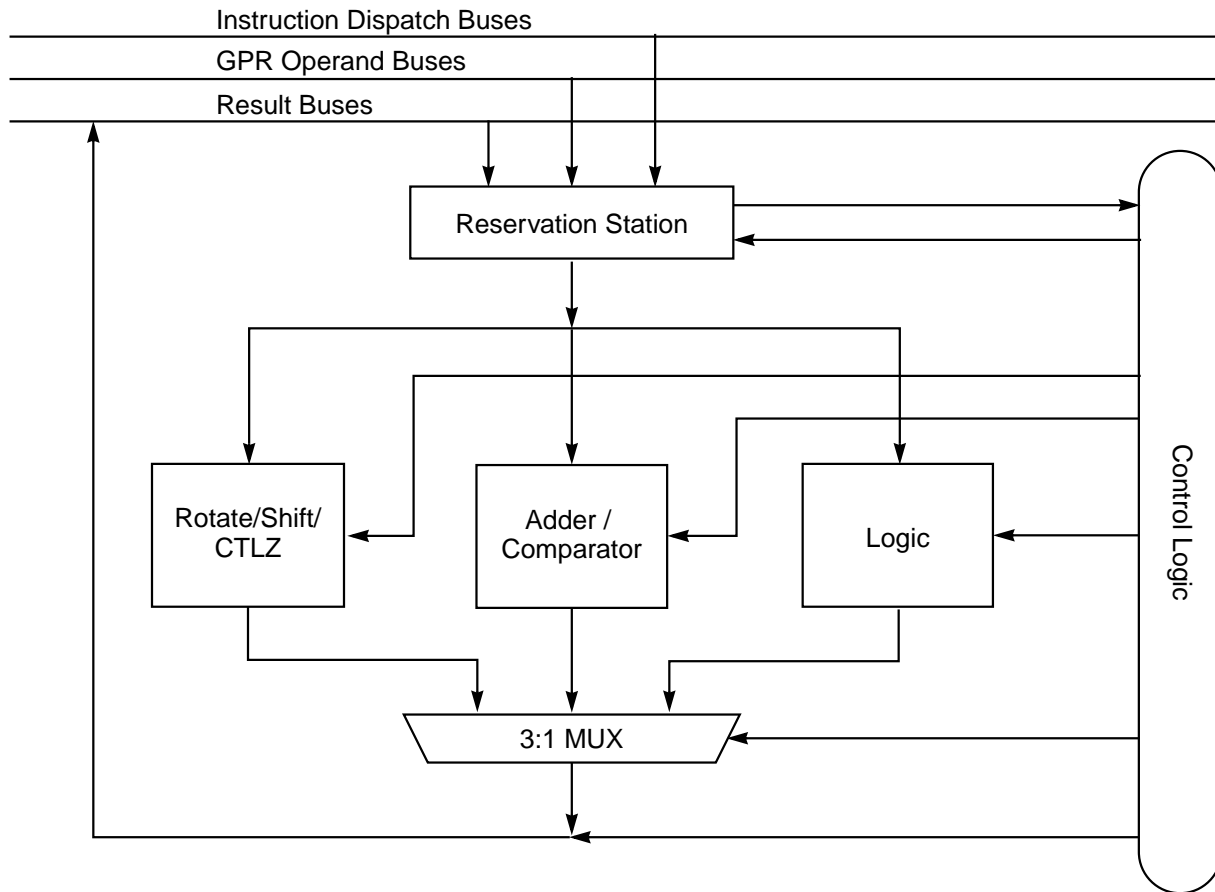 Instruction Dispatch Buses
GPR Operand Buses
Result Buses
Reservation Station
Rotate/Shift/
CTLZ
Adder /
Comparator
Logic
Control Logic
3:1 MUX